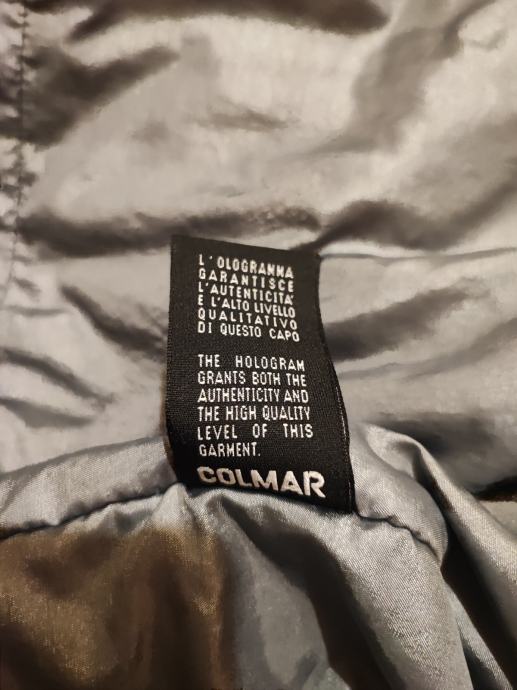 L'OLOGRAMMA
GARANTISCE
L'AUTENTICITA'
E L'ALTO LIVELLO
QUALITATIVO
DI QUESTO CAPO
THE HOLOGRAM
GRANTS BOTH THE
AUTHENTICITY AND
THE HIGH QUALITY
LEVEL OF THIS
GARMENT.
COLMAR